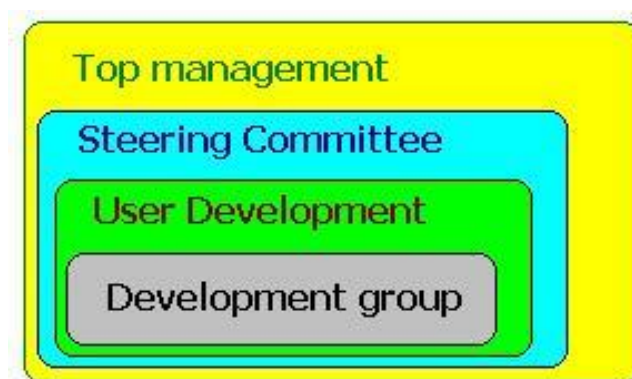 Top management
Steering Committee
User Development
Development group